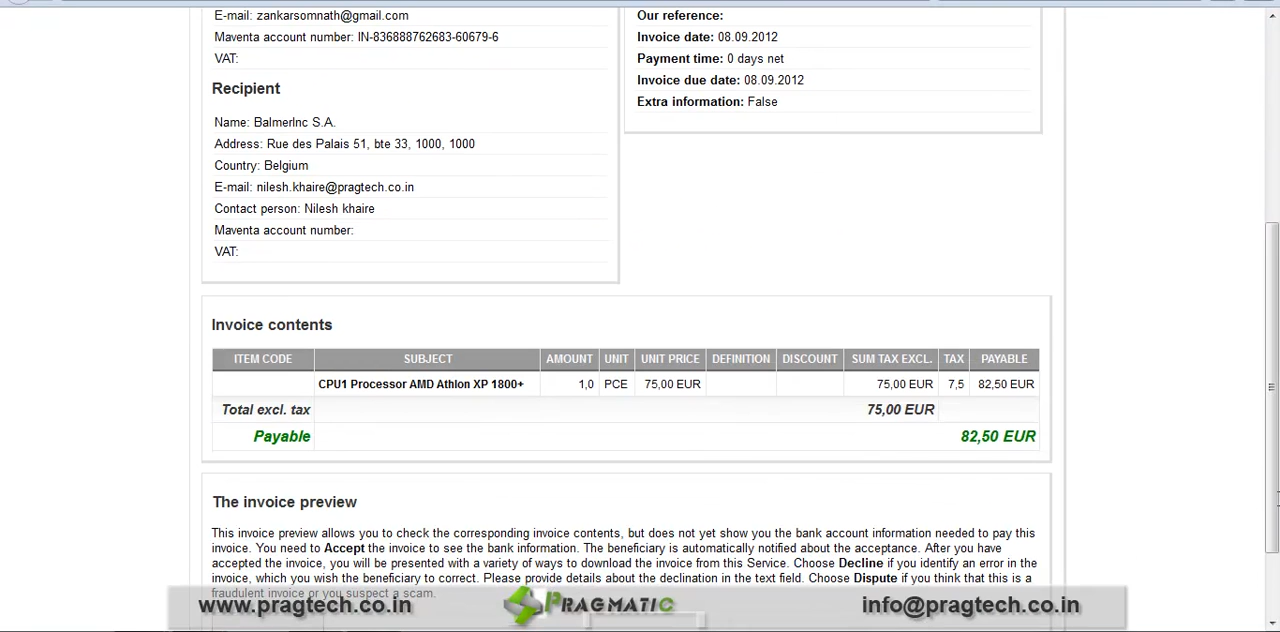 E-mail: zankarsomnath@gmail.com
Maventa account number: IN-836888762683-60679-6
VAT:
Recipient
Name: BalmerInc S.A.
Address: Rue des Palais 51, bte 33, 1000, 1000
Country: Belgium
E-mail: nilesh.khaire@pragtech.co.in
Contact person: Nilesh khaire
Maventa account number:
VAT:
Our reference:
Invoice date: 08.09.2012
Payment time: 0 days net
Invoice due date: 08.09.2012
Extra information: False
Invoice contents
ITEM CODE SUBJECT AMOUNT UNIT UNIT PRICE DEFINITION DISCOUNT SUM TAX EXCL. TAX PAYABLE
CPU1 Processor AMD Athlon XP 1800+ 1,0 PCE 75,00 EUR 75,00 EUR 7,5 82,50 EUR
Total excl. tax 75,00 EUR
Payable 82,50 EUR
The invoice preview
This invoice preview allows you to check the corresponding invoice contents, but does not yet show you the bank account information needed to pay this
invoice. You need to Accept the invoice to see the bank information. The beneficiary is automatically notified about the acceptance. After you have
accepted the invoice, you will be presented with a variety of ways to download the invoice from this Service. Choose Decline if you identify an error in the
invoice, which you wish the beneficiary to correct. Please provide details about the declination in the text field. Choose Dispute if you think that this is a
fraudulent invoice or you suspect a scam.
www.pragtech.co.in PRAGMATIC info@pragtech.co.in